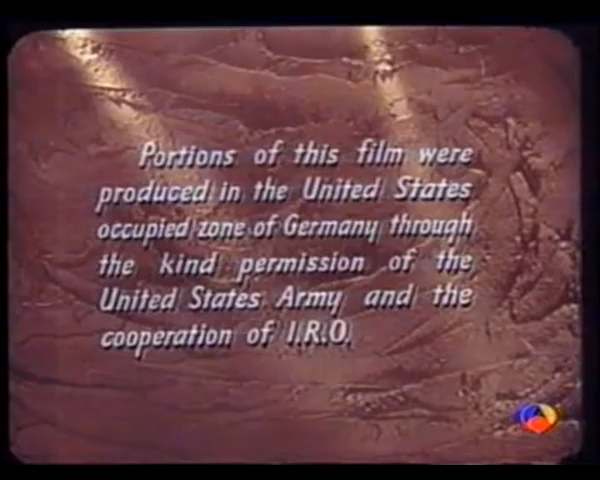 Portions of this film were
produced in the United States
occupied zone of Germany through
the kind permission of the
United States Army and the
cooperation of I.R.O.